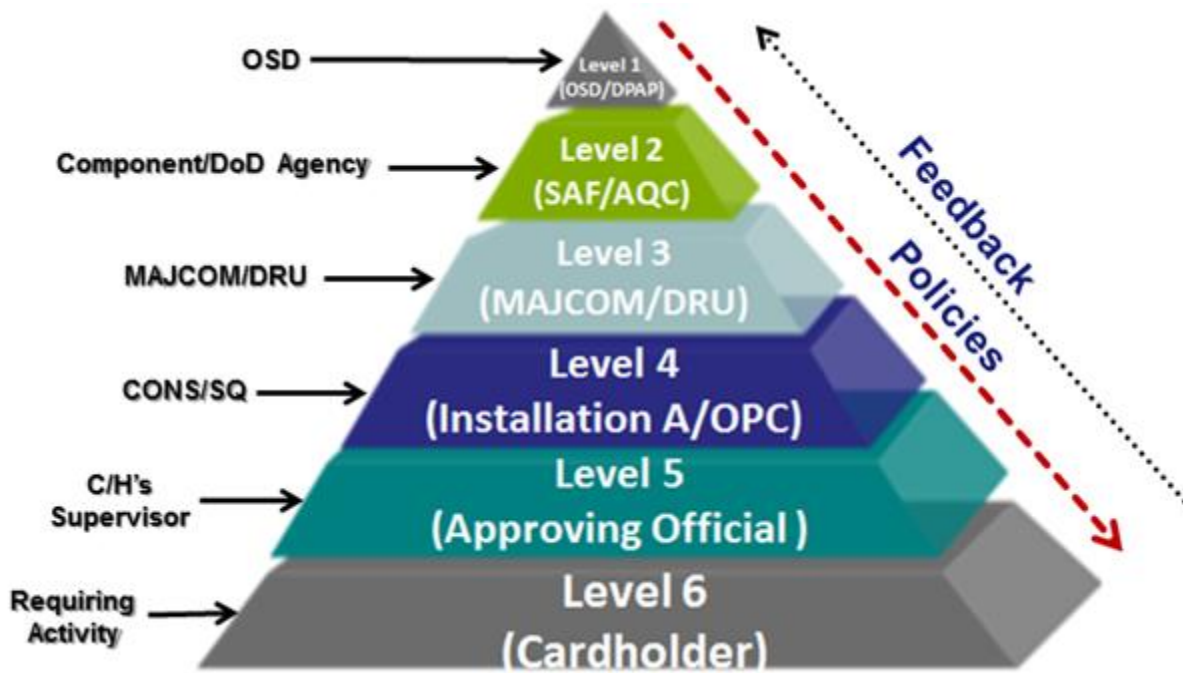 OSD
Level 1
(OSD/DPAP)
Component/DoD Agency
Level 2
(SAF/AQC)
MAJCOM/DRU
Level 3
(MAJCOM/DRU)
CONS/SQ
Level 4
(Installation A/OPC)
C/H's
Supervisor
Level 5
(Approving Official )
Requiring
Activity
Level 6
(Cardholder)
Feedback
Policies